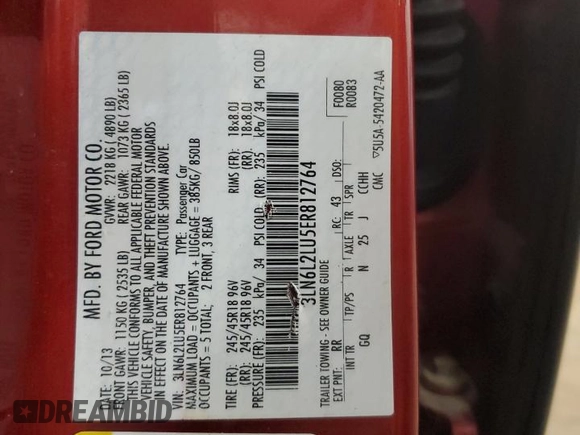 MFD. BY FORD MOTOR CO.
DATE: 10/13 GVWR: 2218 KG ( 4890 LB)
FRONT GAWR: 1150 KG ( 2535 LB) REAR GAWR: 1073 KG ( 2365 LB)
THIS VEHICLE CONFORMS TO ALL APPLICABLE FEDERAL MOTOR
VEHICLE SAFETY, BUMPER, AND THEFT PREVENTION STANDARDS
IN EFFECT ON THE DATE OF MANUFACTURE SHOWN ABOVE.
VIN: 3LN6L2LU5ER812764 TYPE: Passenger Car
MAXIMUM LOAD = OCCUPANTS + LUGGAGE = 385KG/ 850LB
OCCUPANTS = 5 TOTAL: 2 FRONT, 3 REAR
TIRE (FR): 245/45R18 96V RIMS (FR): 18x8.0J
(RR): 245/45R18 96V (RR): 18x8.0J
PRESSURE (FR): 235 kPa/ 34 PSI COLD (RR): 235 kPa/ 34 PSI COLD
3LN6L2LU5ER812764
TRAILER TOWING - SEE OWNER GUIDE F0080
EXT PNT: RR RC: 43 DSO: R0083
INT TR TP/PS R AXLE TR SPR
GQ N 25 J CCHH
CMC ▽5U5A-5420472-AA
DREAMBID